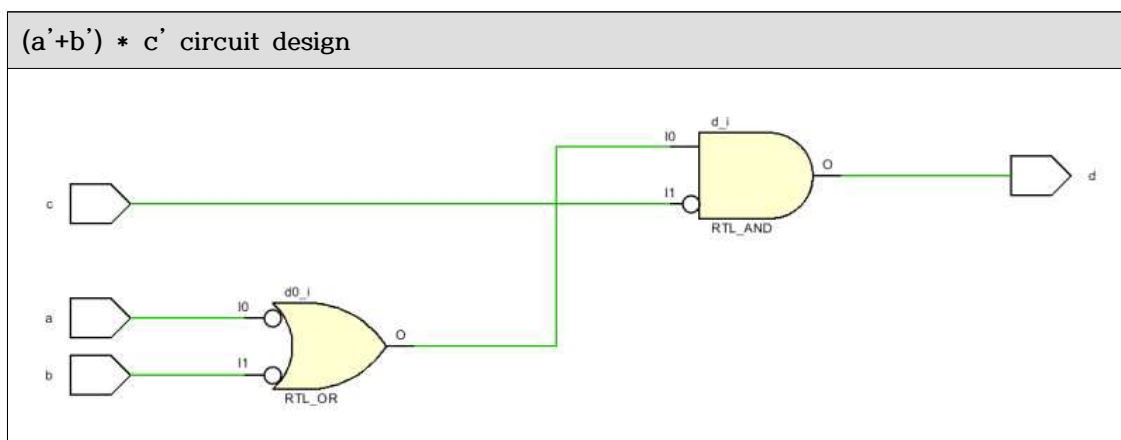 (a’+b’) * c’ circuit design
d_i
I0
O
c
I1
d
RTL_AND
d0_i
I0
a
O
I1
b
RTL_OR